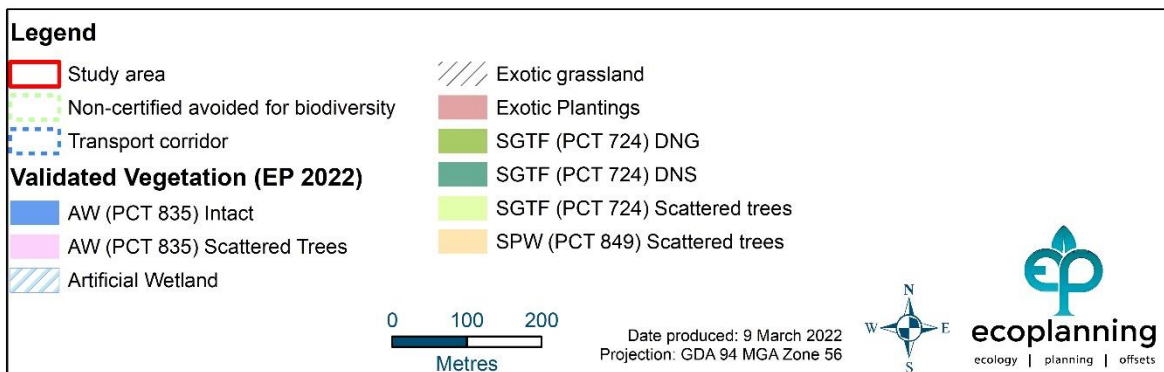 Legend
Study area
Non-certified avoided for biodiversity
Transport corridor
Validated Vegetation (EP 2022)
AW (PCT 835) Intact
AW (PCT 835) Scattered Trees
Artificial Wetland
Exotic grassland
Exotic Plantings
SGTF (PCT 724) DNG
SGTF (PCT 724) DNS
SGTF (PCT 724) Scattered trees
SPW (PCT 849) Scattered trees
0 100 200
Metres
Date produced: 9 March 2022
Projection: GDA 94 MGA Zone 56
N
W E
S
ep
ecoplanning
ecology | planning | offsets